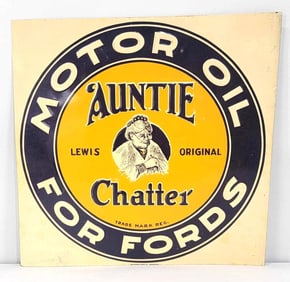 MOTOR OIL
AUNTIE
LEWIS ORIGINAL
Chatter
TRADE MARK REG.
FOR FORDS